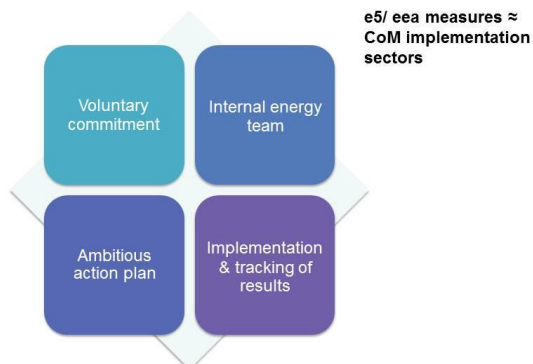 e5/ eea measures ≈
CoM implementation
sectors
Voluntary
commitment
Internal energy
team
Ambitious
action plan
Implementation
& tracking of
results